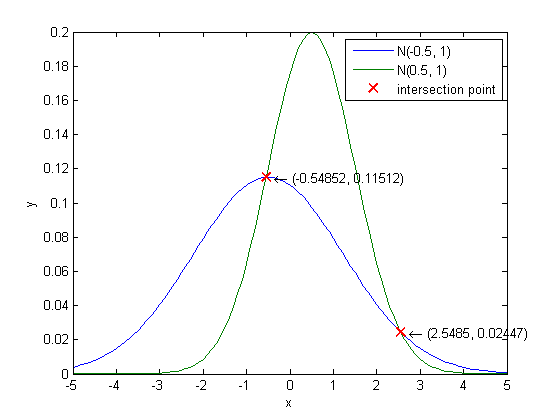 0.2
0.18
0.16
0.14
0.12
0.1
0.08
0.06
0.04
0.02
0
y
N(-0.5, 1)
N(0.5, 1)
intersection point
← (-0.54852, 0.11512)
← (2.5485, 0.02447)
-5 -4 -3 -2 -1 0 1 2 3 4 5
x